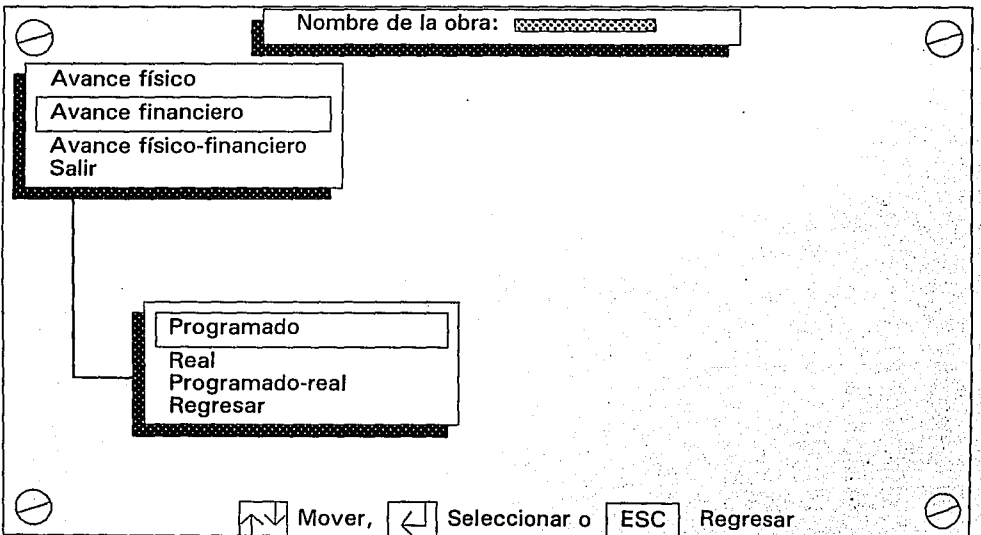 Nombre de la obra:
Avance físico
Avance financiero
Avance físico-financiero
Salir
Programado
Real
Programado-real
Regresar
Mover, Seleccionar o ESC Regresar